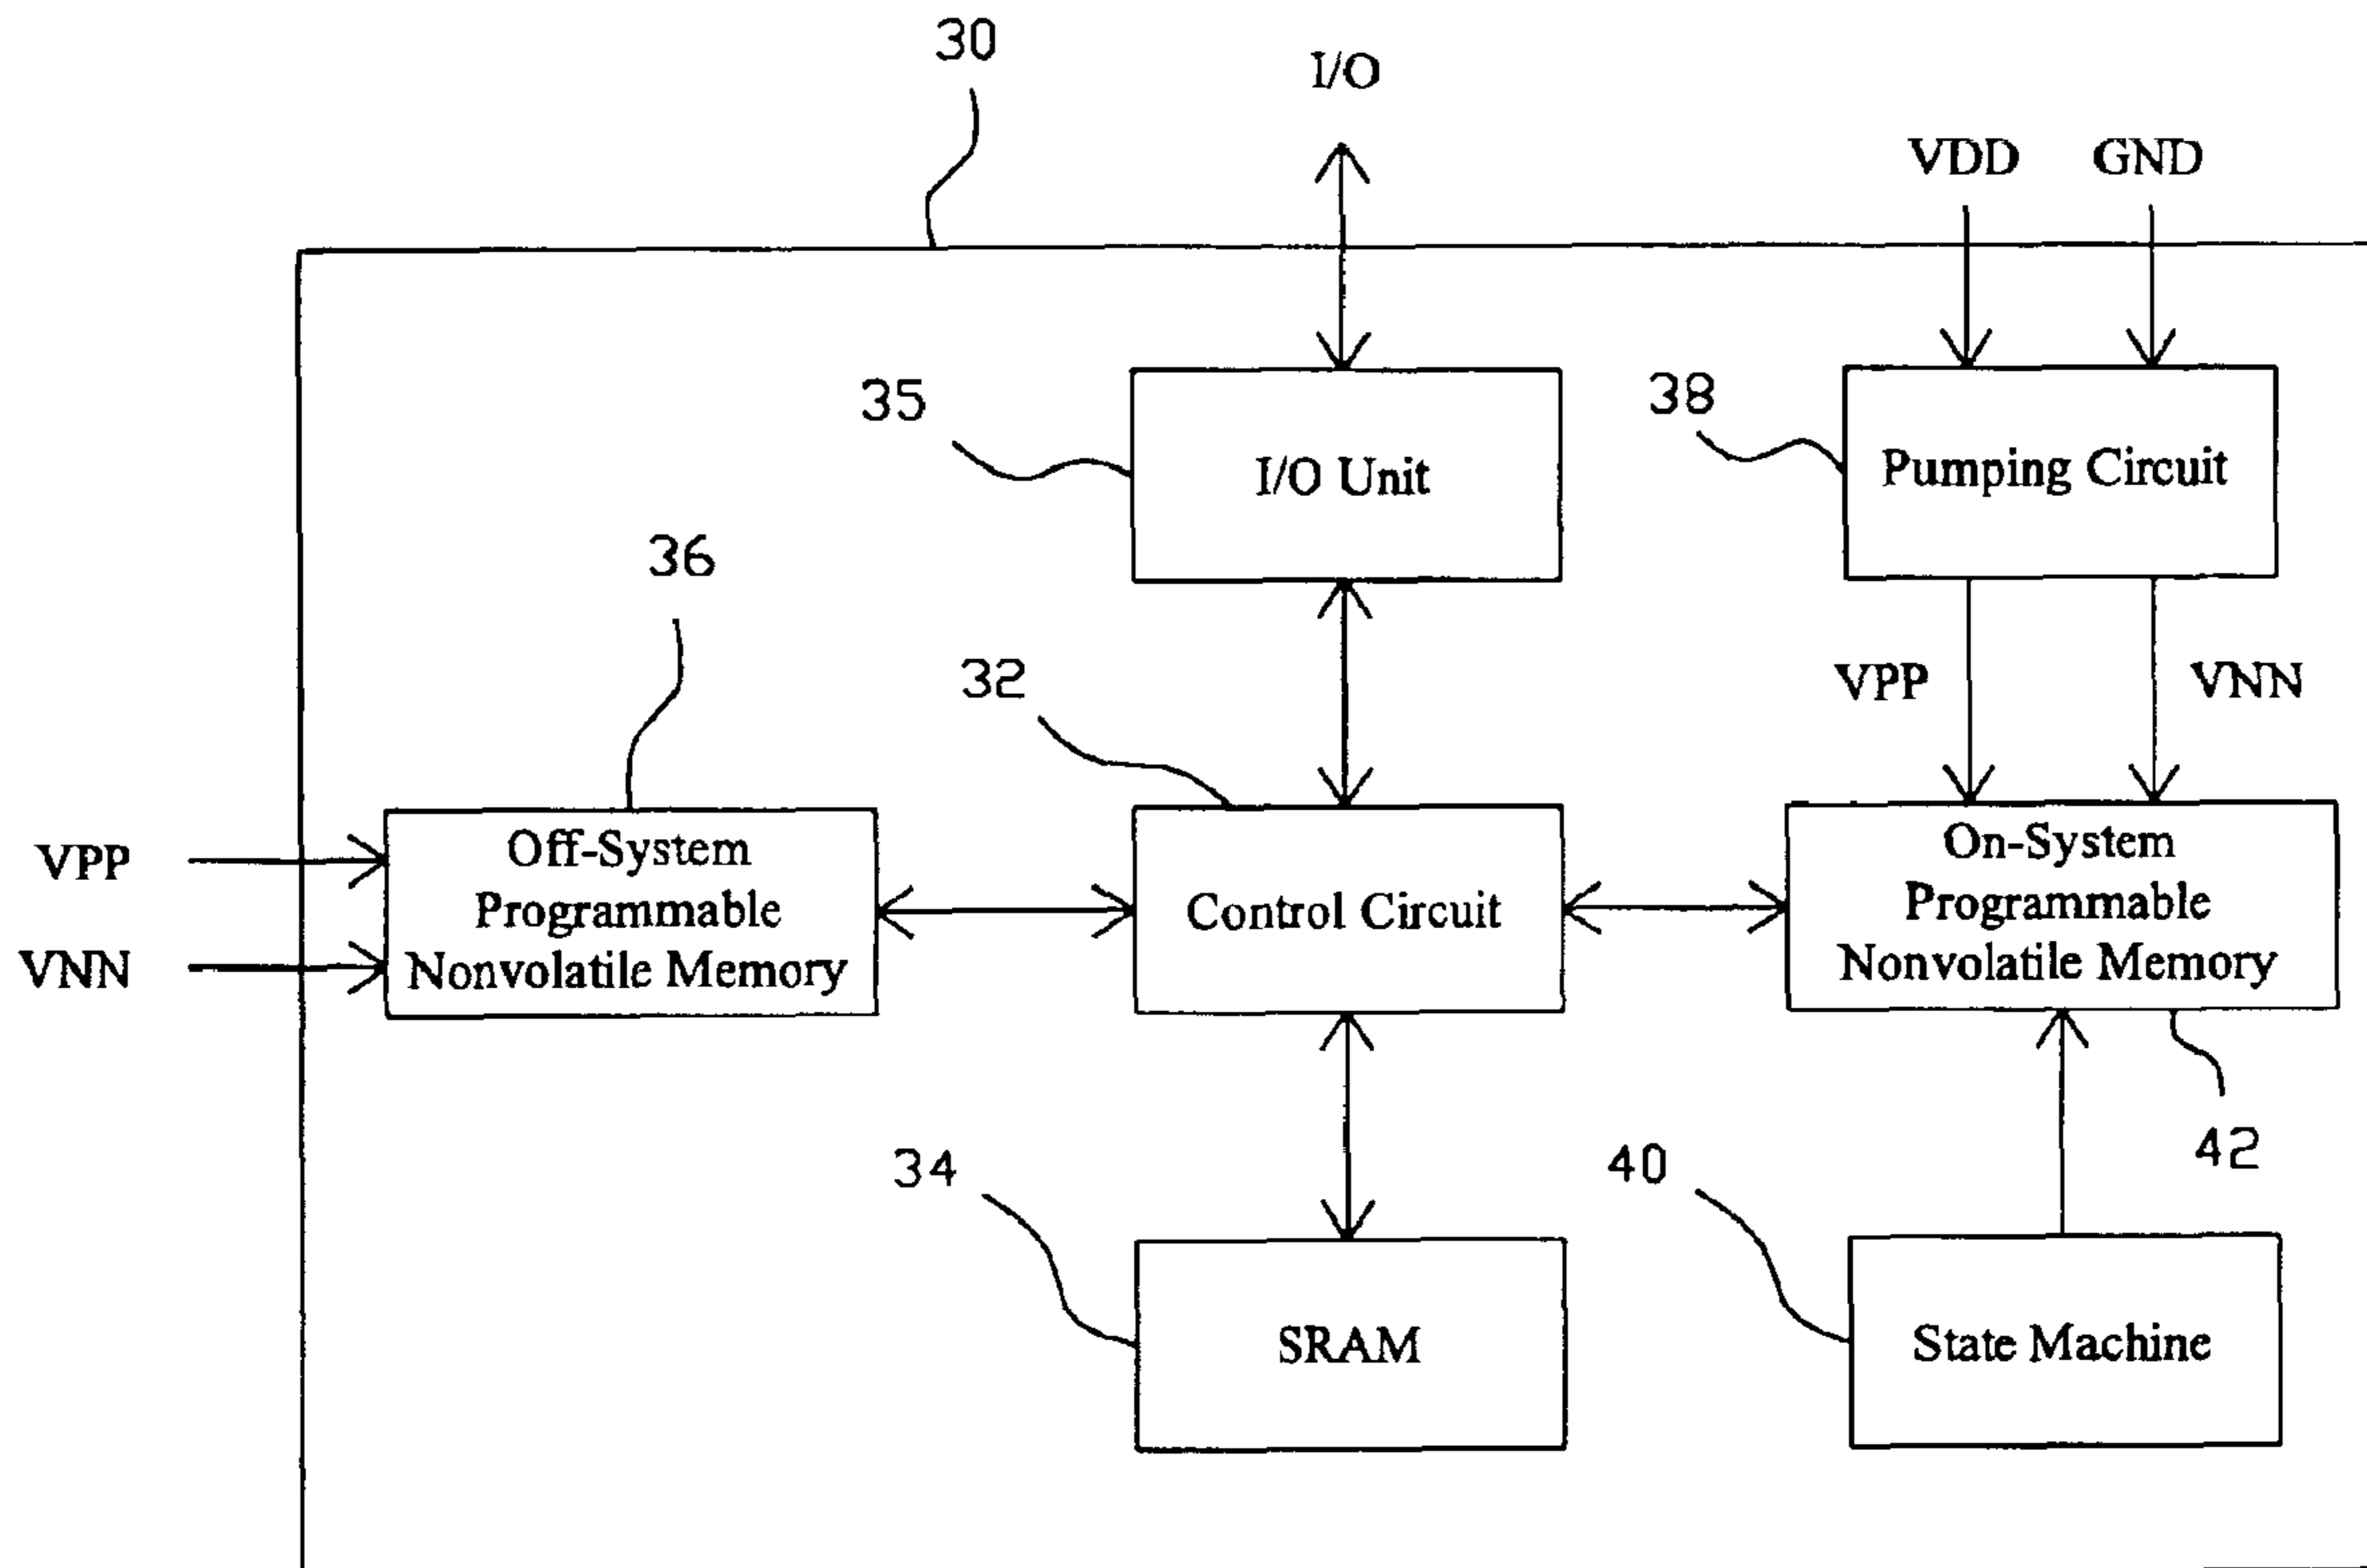 30
I/O
VDD
GND
35
I/O Unit
38
Pumping Circuit
36
32
VPP
VNN
VPP
VNN
Off-System
Programmable
Nonvolatile Memory
Control Circuit
On-System
Programmable
Nonvolatile Memory
34
SRAM
40
42
State Machine